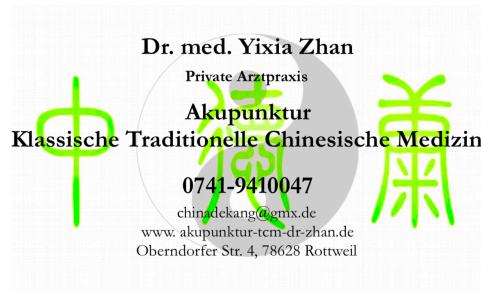 Dr. med. Yixia Zhan
Private Arztpraxis
Akupunktur
Klassische Traditionelle Chinesische Medizin
中 德 康
0741-9410047
chinadekang@gmx.de
www. akupunktur-tcm-dr-zhan.de
Oberndorfer Str. 4, 78628 Rottweil